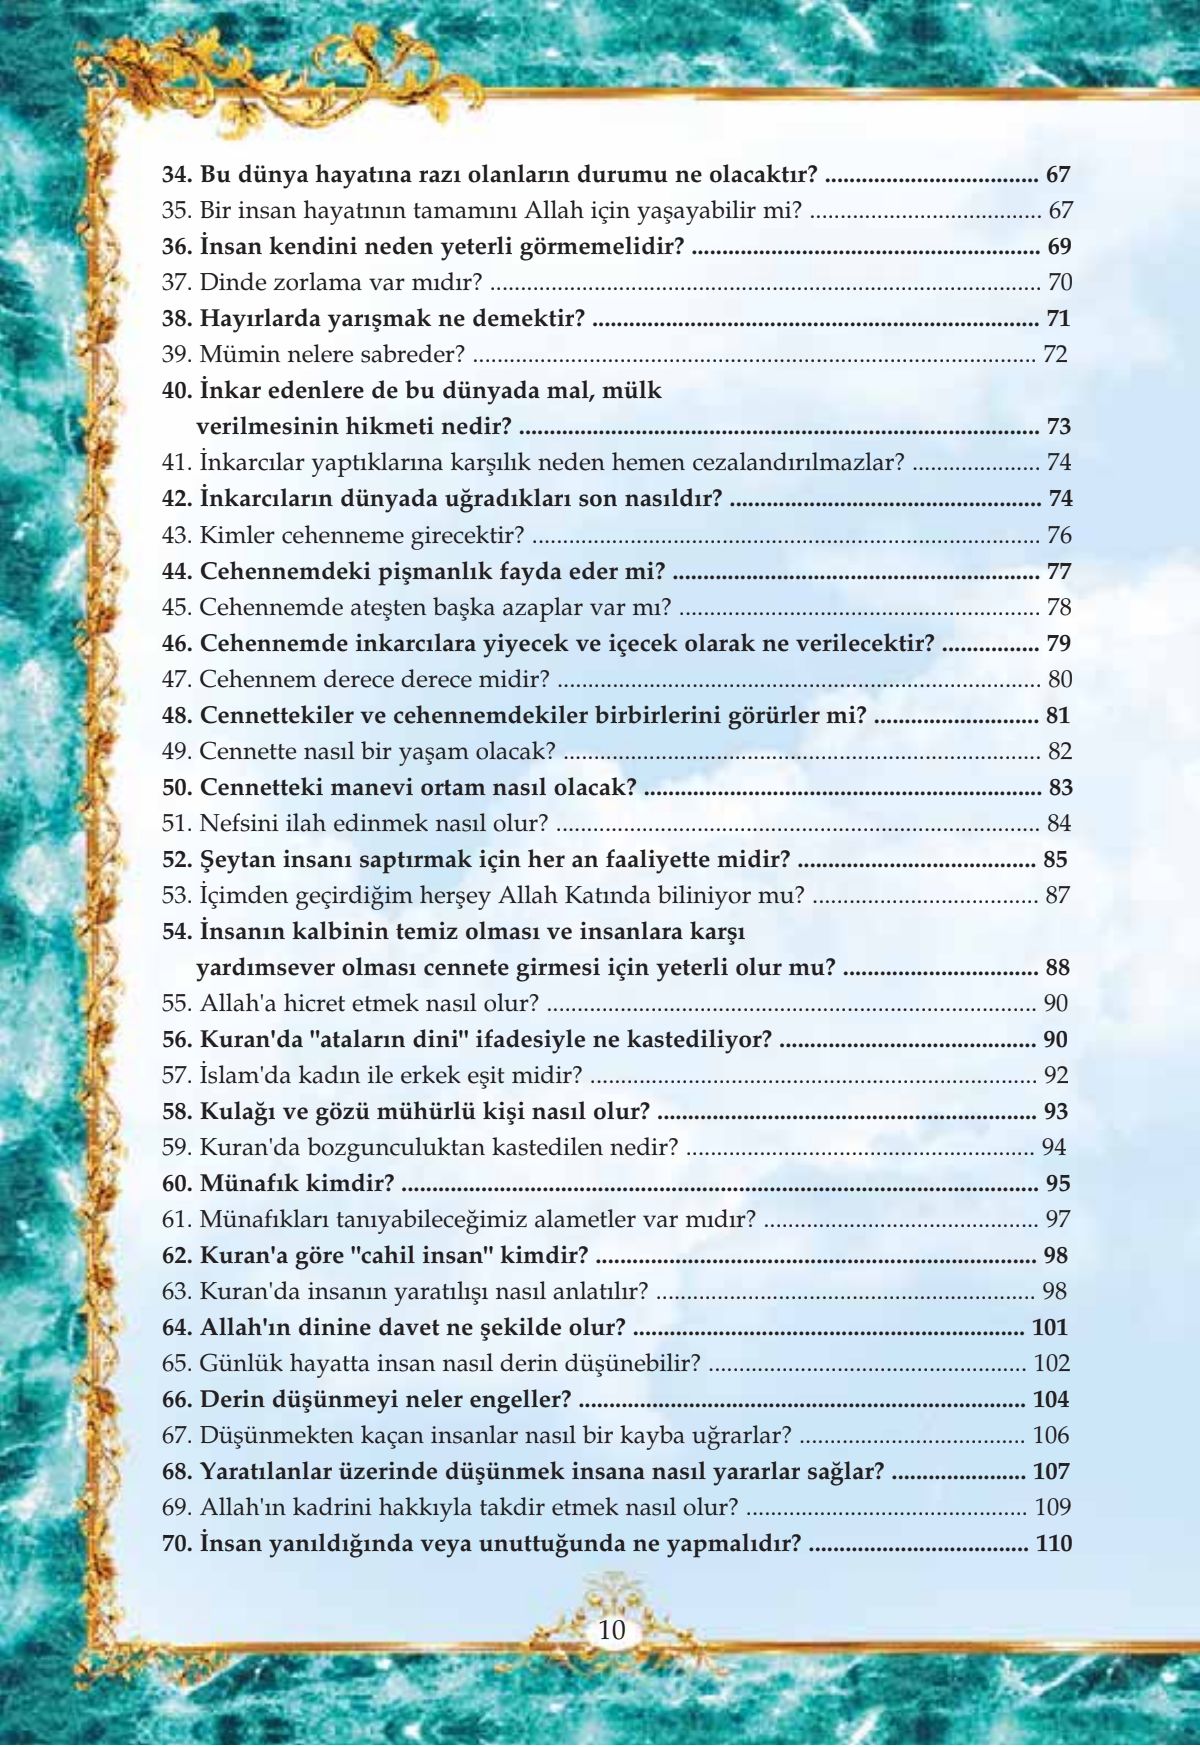 34. Bu dünya hayatına razı olanların durumu ne olacaktır? ................................... 67
35. Bir insan hayatının tamamını Allah için yaşayabilir mi? ...................................... 67
36. İnsan kendini neden yeterli görmemelidir? ......................................................... 69
37. Dinde zorlama var mıdır? .......................................................................................... 70
38. Hayırlarda yarışmak ne demektir? ......................................................................... 71
39. Mümin nelere sabreder? ............................................................................................ 72
40. İnkar edenlere de bu dünyada mal, mülk
verilmesinin hikmeti nedir? ..................................................................................... 73
41. İnkarcılar yaptıklarına karşılık neden hemen cezalandırılmazlar? ..................... 74
42. İnkarcıların dünyada uğradıkları son nasıldır? ................................................... 74
43. Kimler cehenneme girecektir? ................................................................................... 76
44. Cehennemdeki pişmanlık fayda eder mi? ............................................................ 77
45. Cehennemde ateşten başka azaplar var mı? ........................................................... 78
46. Cehennemde inkarcılara yiyecek ve içecek olarak ne verilecektir? ................ 79
47. Cehennem derece derece midir? ............................................................................... 80
48. Cennettekiler ve cehennemdekiler birbirlerini görürler mi? ........................... 81
49. Cennette nasıl bir yaşam olacak? .............................................................................. 82
50. Cennetteki manevi ortam nasıl olacak? ................................................................. 83
51. Nefsini ilah edinmek nasıl olur? ............................................................................... 84
52. Şeytan insanı saptırmak için her an faaliyette midir? ....................................... 85
53. İçimden geçirdiğim herşey Allah Katında biliniyor mu? ..................................... 87
54. İnsanın kalbinin temiz olması ve insanlara karşı
yardımsever olması cennete girmesi için yeterli olur mu? ................................ 88
55. Allah'a hicret etmek nasıl olur? ................................................................................ 90
56. Kuran'da "ataların dini" ifadesiyle ne kastediliyor? .......................................... 90
57. İslam'da kadın ile erkek eşit midir? ......................................................................... 92
58. Kulağı ve gözü mühürlü kişi nasıl olur? .............................................................. 93
59. Kuran'da bozgunculuktan kastedilen nedir? ......................................................... 94
60. Münafık kimdir? ........................................................................................................ 95
61. Münafıkları tanıyabileceğimiz alametler var mıdır? ............................................. 97
62. Kuran'a göre "cahil insan" kimdir? ........................................................................ 98
63. Kuran'da insanın yaratılışı nasıl anlatılır? .............................................................. 98
64. Allah'ın dinine davet ne şekilde olur? ................................................................ 101
65. Günlük hayatta insan nasıl derin düşünebilir? .................................................... 102
66. Derin düşünmeyi neler engeller? ......................................................................... 104
67. Düşünmekten kaçan insanlar nasıl bir kayba uğrarlar? ..................................... 106
68. Yaratılanlar üzerinde düşünmek insana nasıl yararlar sağlar? ...................... 107
69. Allah'ın kadrini hakkıyla takdir etmek nasıl olur? .............................................. 109
70. İnsan yanıldığında veya unuttuğunda ne yapmalıdır? .................................... 110
10